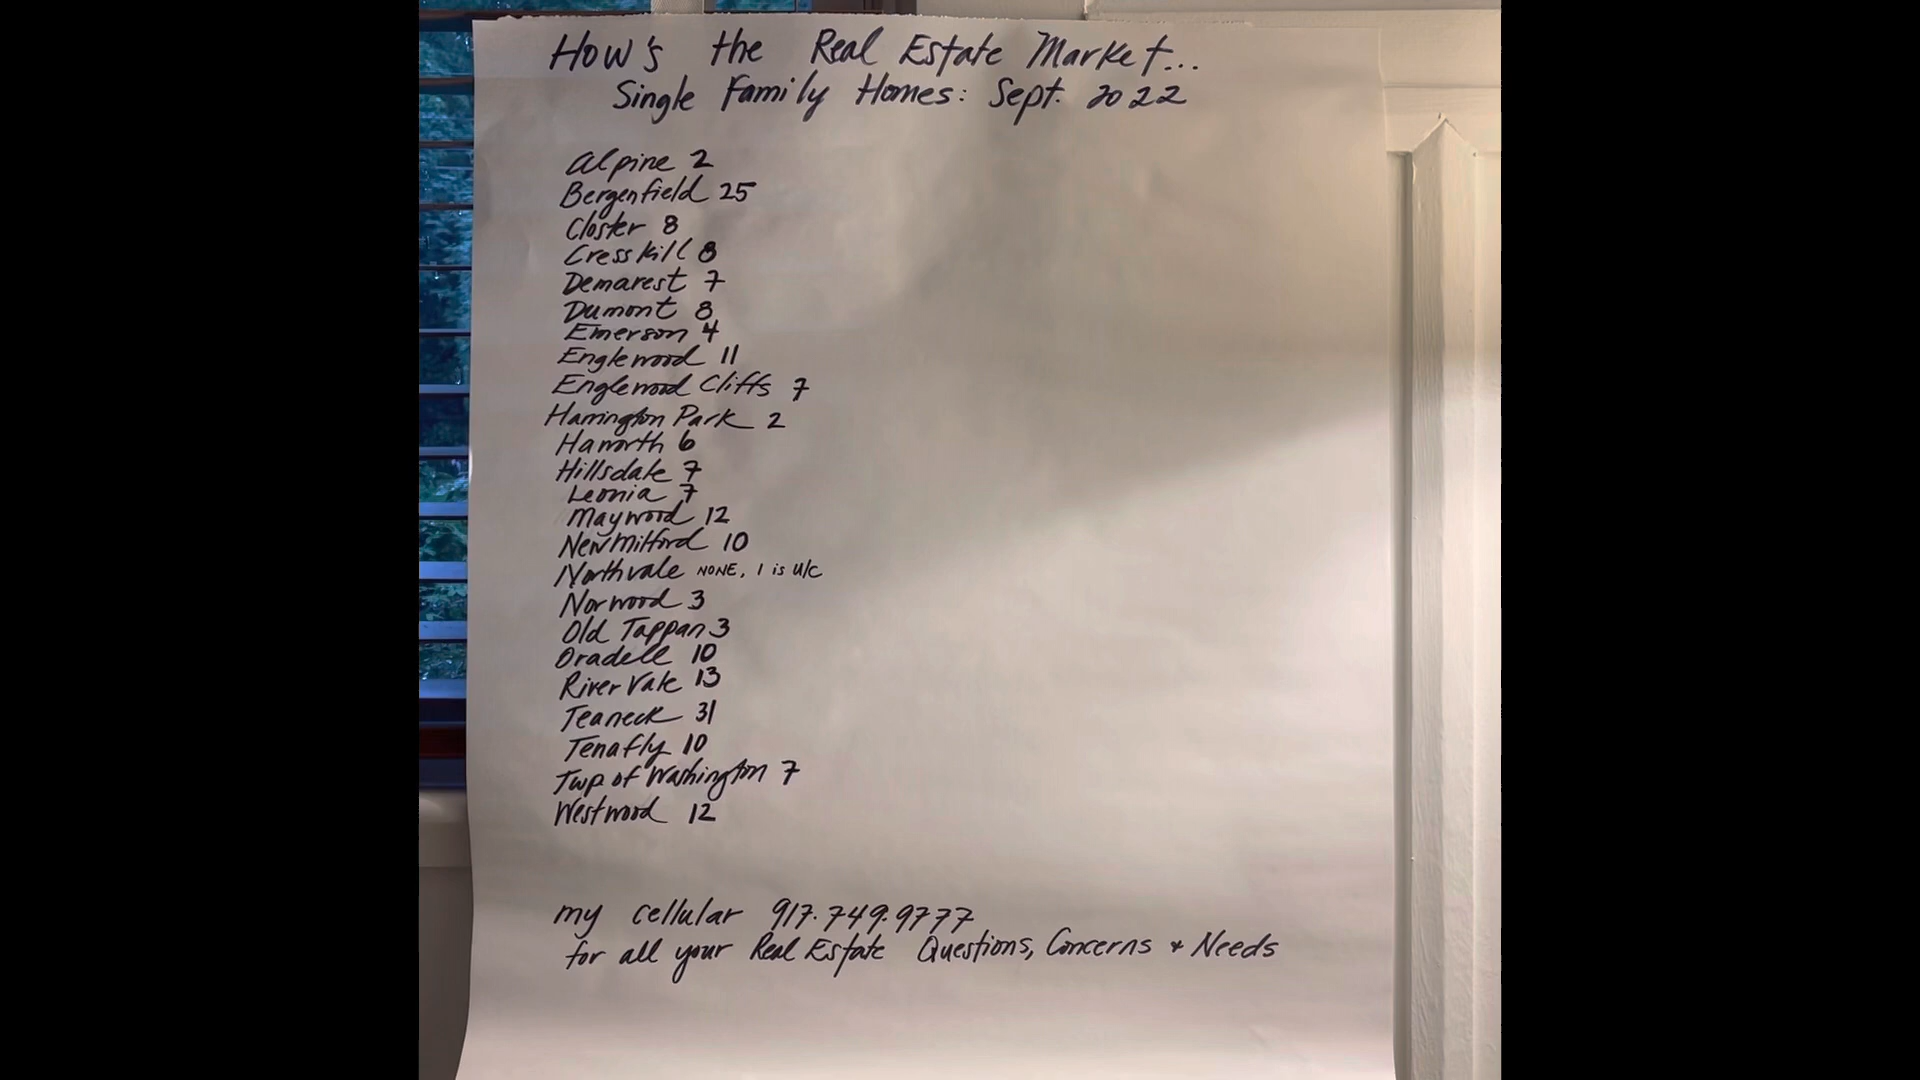 How's the Real Estate Market...
Single Family Homes: Sept. 2022
Alpine 2
Bergenfield 25
Closter 8
Cresskill 8
Demarest 7
Dumont 8
Emerson 4
Englewood 11
Englewood Cliffs 7
Harrington Park 2
Haworth 6
Hillsdale 7
Leonia 7
Maywood 12
New Milford 10
Northvale NONE, 1 is u/c
Norwood 3
Old Tappan 3
Oradell 10
River Vale 13
Teaneck 31
Tenafly 10
Twp of Washington 7
Westwood 12
my cellular 917.749.9777
for all your Real Estate Questions, Concerns + Needs